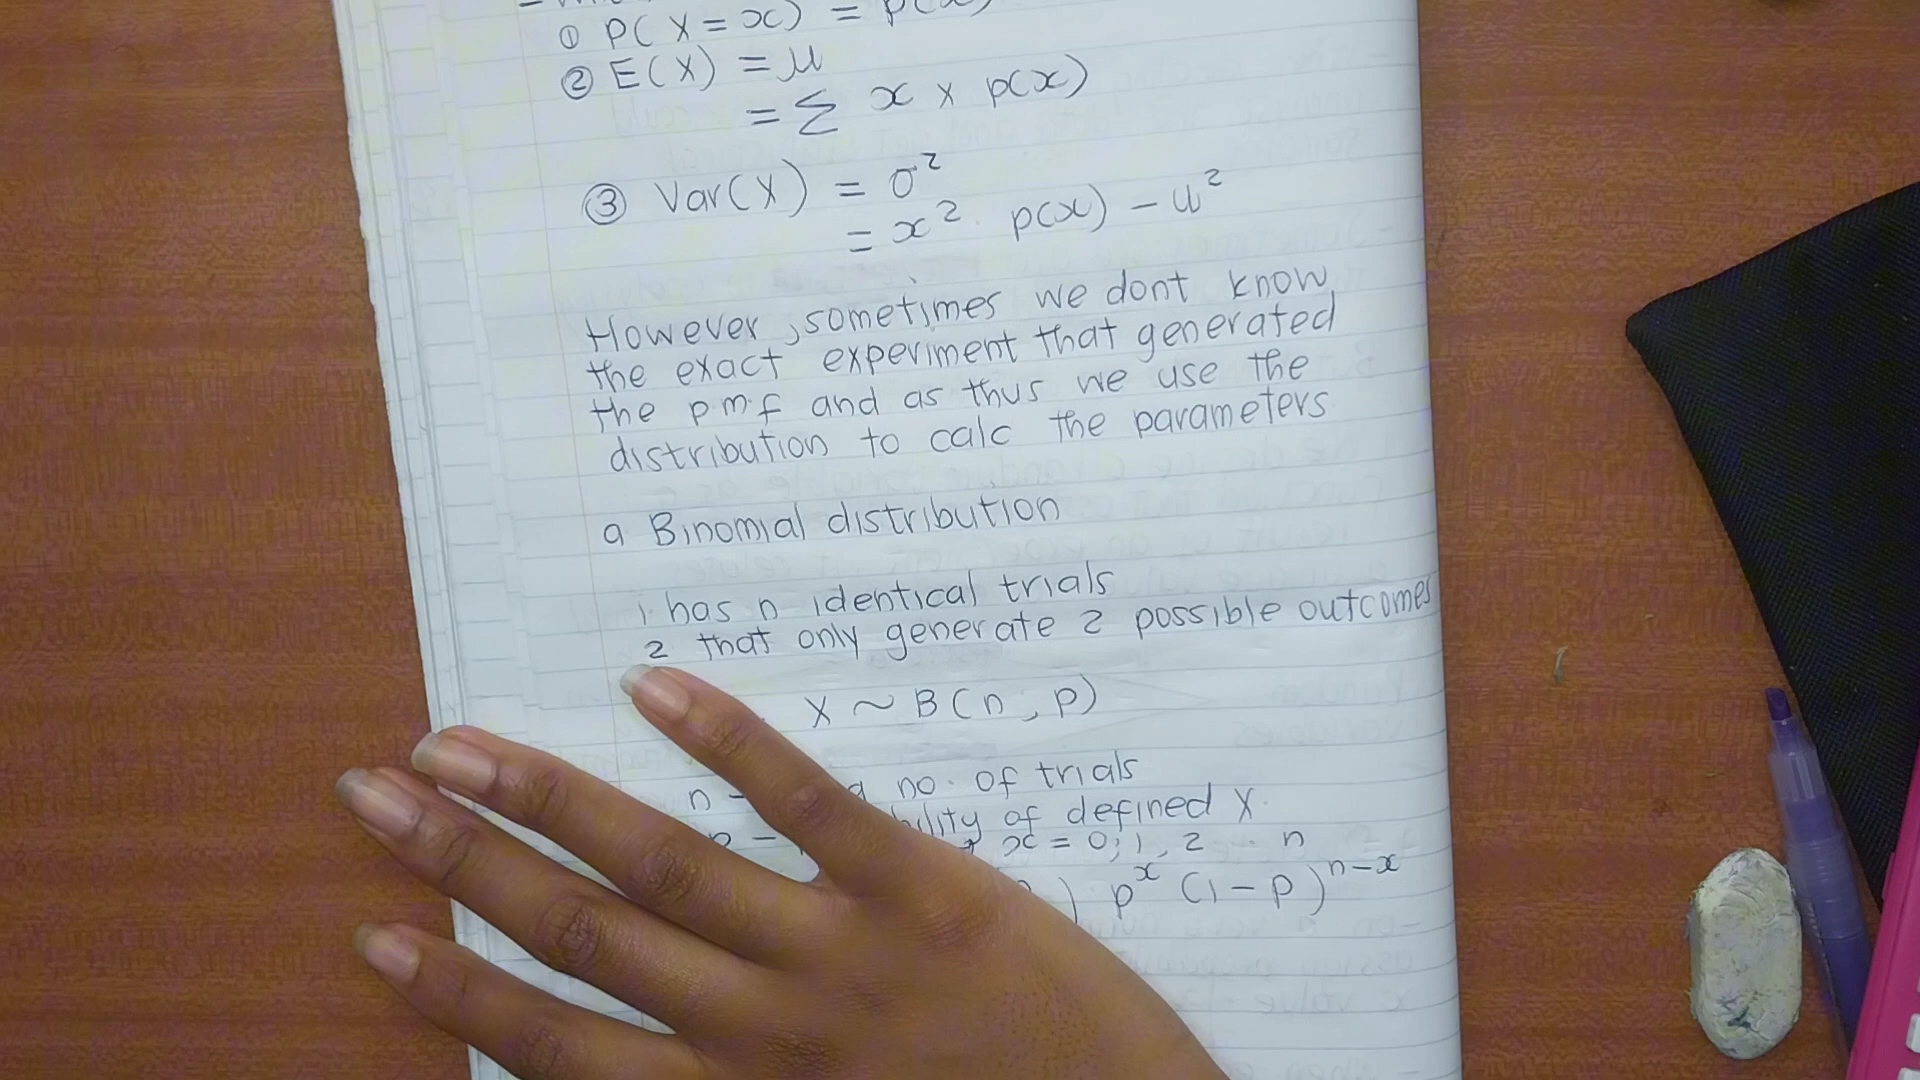 ① P(X = x) =
② E(X) = μ
= Σ x × p(x)
③ Var(X) = σ²
= x² p(x) - μ²
However, sometimes we dont know
the exact experiment that generated
the pmf and as thus we use the
distribution to calc the parameters
a Binomial distribution
1. has n identical trials
2 that only generate 2 possible outcomes
X ~ B(n; p)
n - no. of trials
of defined X.
x = 0; 1, 2 .. n
p^x (1-p)^n-x